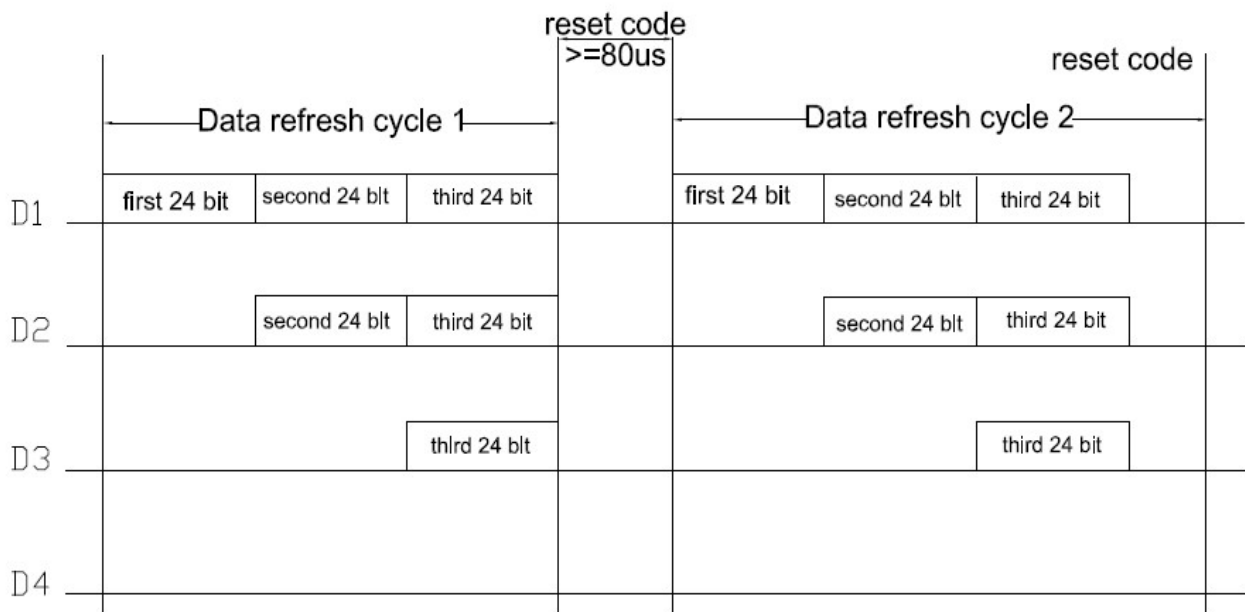 reset code
>=80us
reset code
Data refresh cycle 1
Data refresh cycle 2
D1 first 24 bit second 24 blt third 24 bit first 24 bit second 24 blt third 24 bit
D2 second 24 blt third 24 bit second 24 blt third 24 bit
D3 thlrd 24 blt third 24 bit
D4